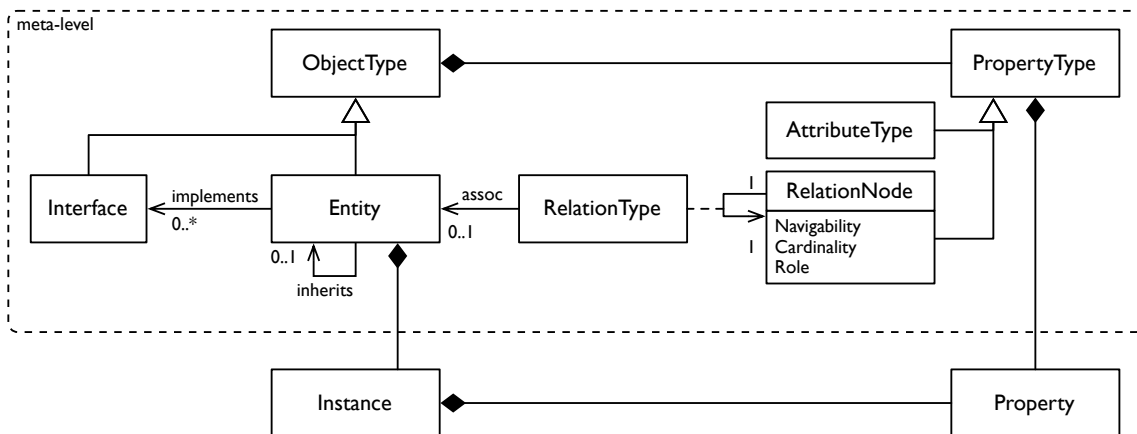 meta-level
ObjectType
PropertyType
AttributeType
Interface
implements
0..*
Entity
assoc
0..1
RelationType
1
1
RelationNode
Navigability
Cardinality
Role
0..1
inherits
Instance
Property